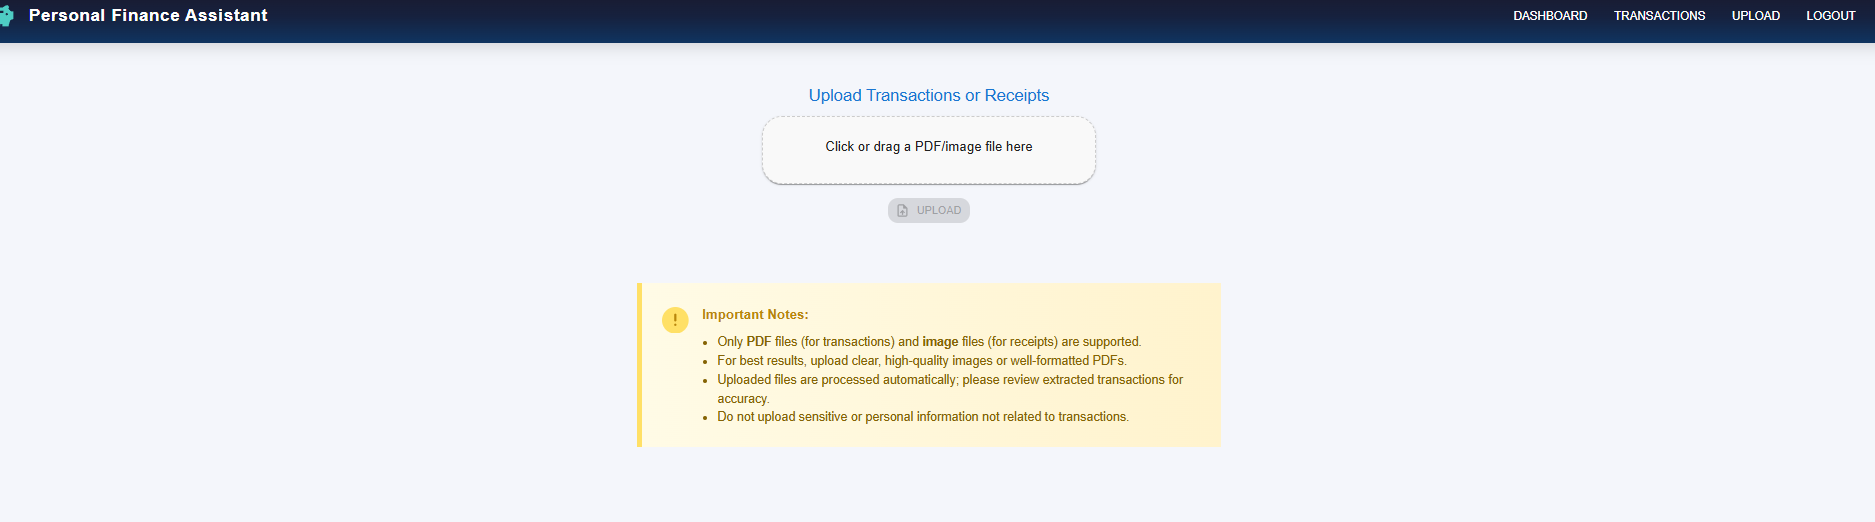 Personal Finance Assistant
DASHBOARD TRANSACTIONS UPLOAD LOGOUT
Upload Transactions or Receipts
Click or drag a PDF/image file here
UPLOAD
!
Important Notes:
• Only PDF files (for transactions) and image files (for receipts) are supported.
• For best results, upload clear, high-quality images or well-formatted PDFs.
• Uploaded files are processed automatically; please review extracted transactions for
accuracy.
• Do not upload sensitive or personal information not related to transactions.